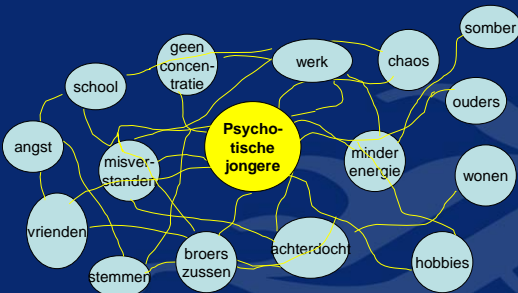 somber
geen
concen-
tratie
werk
chaos
school
ouders
Psycho-
tische
jongere
angst
misver-
standen
minder
energie
wonen
vrienden
broers
zussen
achterdocht
hobbies
stemmen